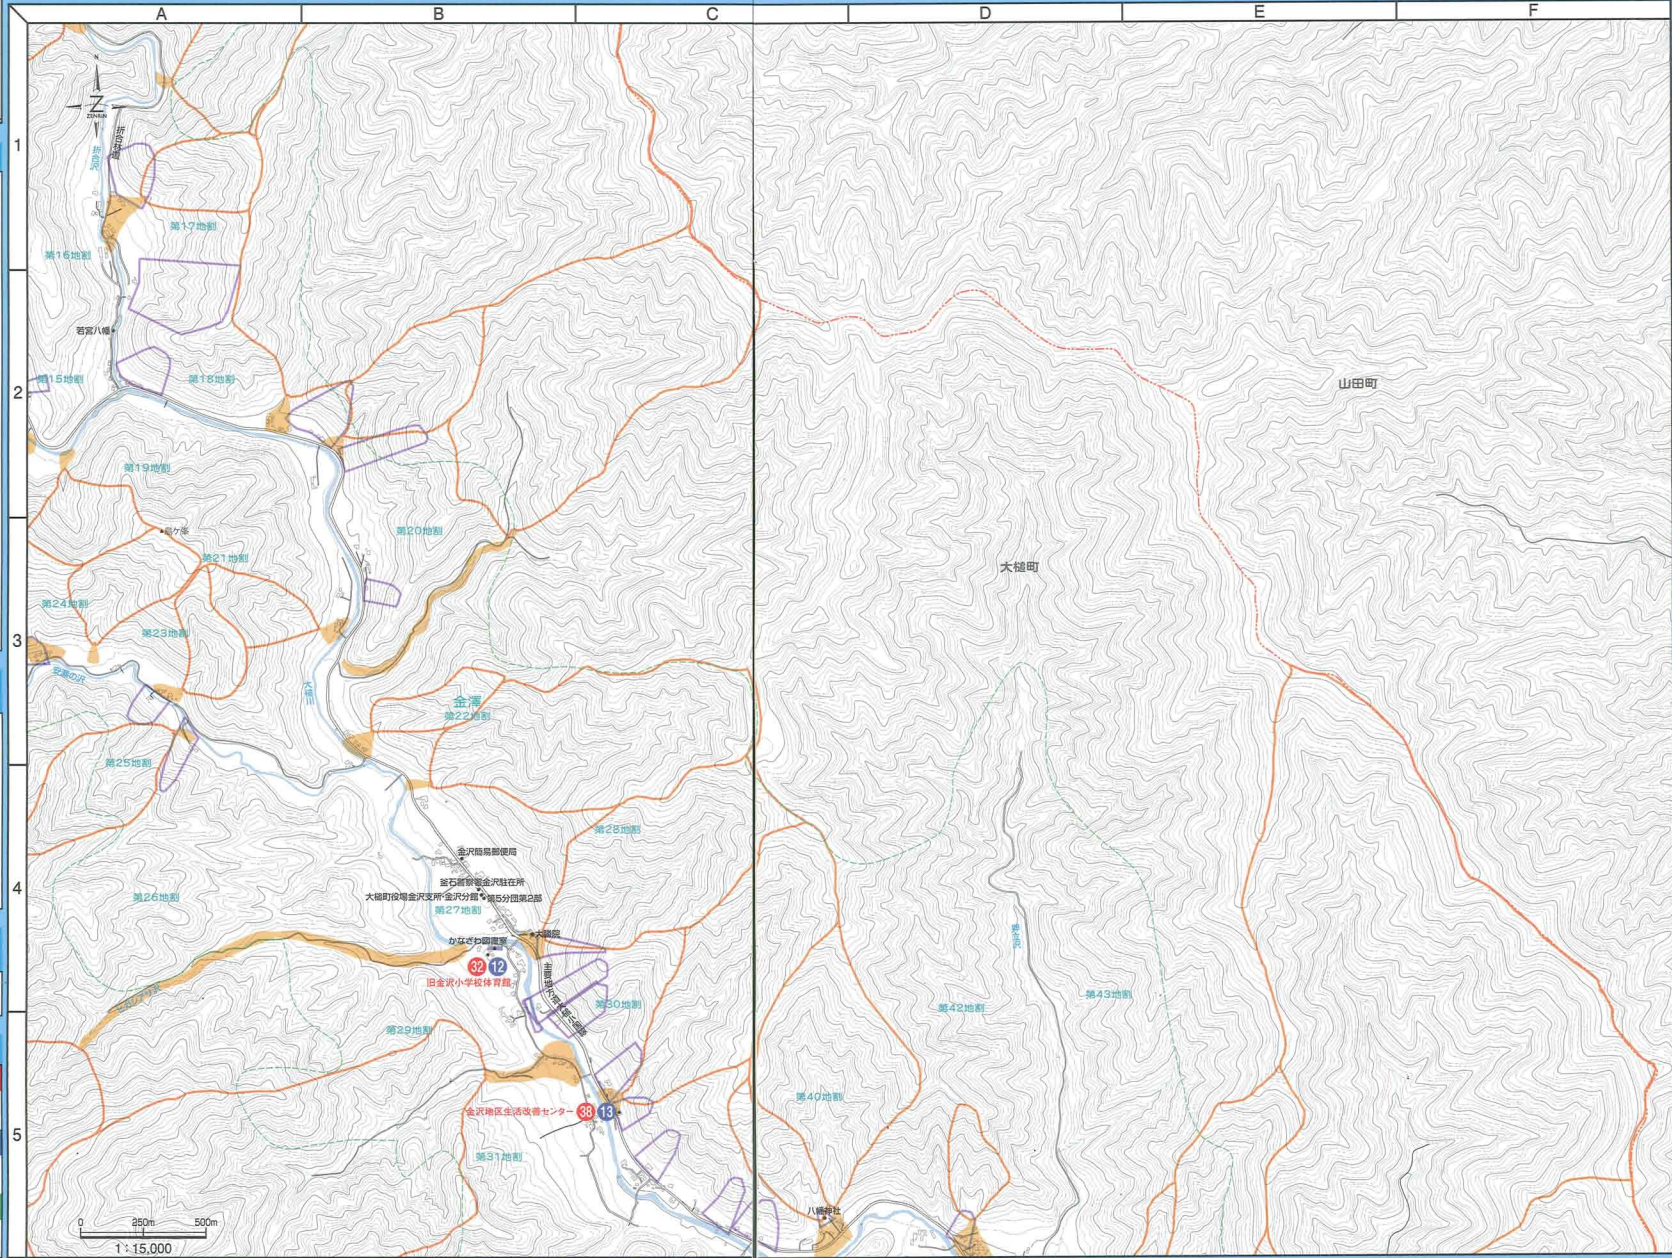 A
B
C
D
E
F
1
2
3
4
5
N
Z
ZENRIN
折合林道
折合沢
第17地割
第16地割
若宮八幡
第15地割
第18地割
山田町
第19地割
第20地割
第21地割
大槌町
第24地割
第23地割
大槌川
金澤
第22地割
第25地割
第28地割
金沢簡易郵便局
釜石警察署金沢駐在所
大槌町役場金沢支所・金沢分館
第5分団第2部
第26地割
第27地割
かなざわ図書室
32
12
旧金沢小学校体育館
第30地割
第42地割
第43地割
第29地割
第40地割
金沢地区生活改善センター
38
13
第31地割
八幡神社
0
250m
500m
1:15,000